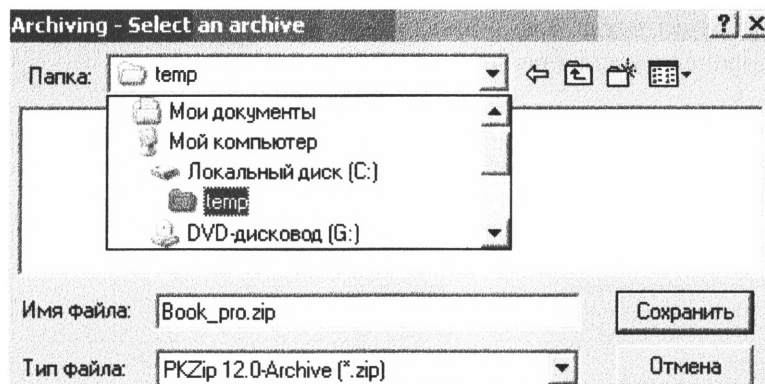 Archiving - Select an archive
Папка: temp
Мои документы
Мой компьютер
Локальный диск (C:)
temp
DVD-дисковод (G:)
Имя файла: Book_pro.zip Сохранить
Тип файла: PKZip 12.0-Archive (*.zip) Отмена